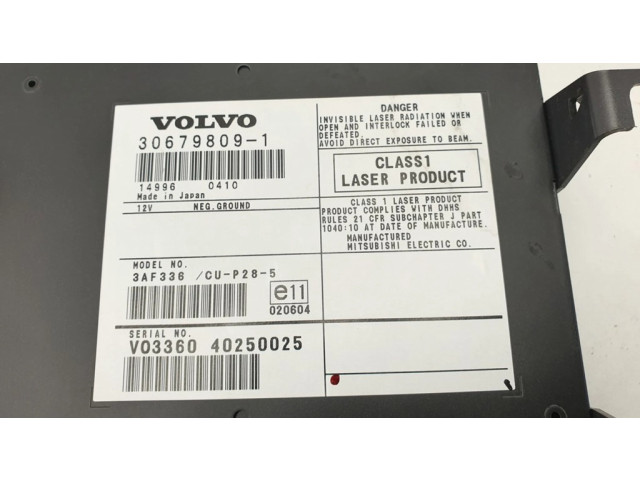 VOLVO
30679809-1
14996 0410
Made in Japan
12V NEG.GROUND
MODEL NO.
3AF336 /CU-P28-5
e11
020604
SERIAL NO.
VO3360 40250025
DANGER
INVISIBLE LASER RADIATION WHEN
OPEN AND INTERLOCK FAILED OR
DEFEATED.
AVOID DIRECT EXPOSURE TO BEAM.
CLASS1
LASER PRODUCT
CLASS 1 LASER PRODUCT
PRODUCT COMPLIES WITH DHHS
RULES 21 CFR SUBCHAPTER J PART
1040:10 AT DATE OF MANUFACTURE.
MANUFACTURED
MITSUBISHI ELECTRIC CO.